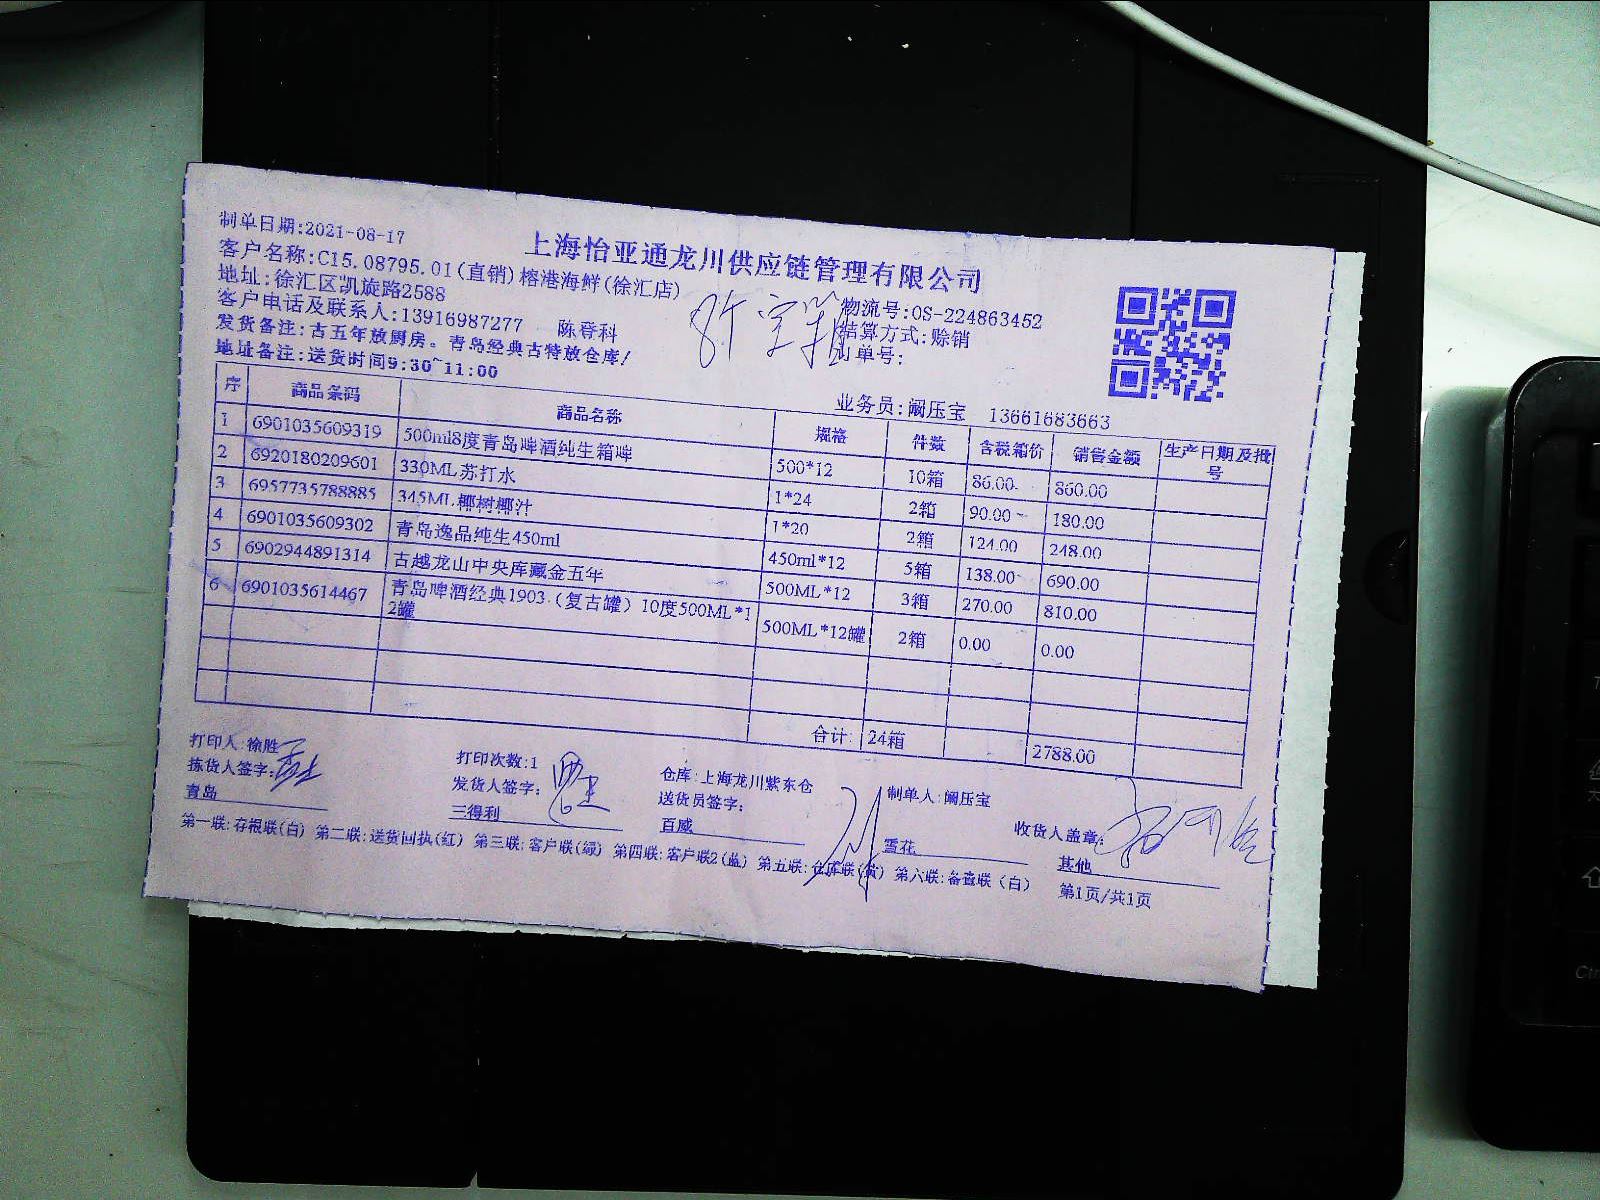 上海怡亚通龙川供应链管理有限公司
制单日期:2021-08-17
客户名称:C15.08795.01(直销)榕港海鲜(徐汇店)
地址:徐汇区凯旋路2588
客户电话及联系人:13916987277 陈登科
发货备注:古五年放厨房。青岛经典古特放仓库!
地址备注:送货时间9:30~11:00
物流号:OS-224863452
结算方式:赊销
单号:
业务员:阚压宝 13661683663
序 商品条码 商品名称 规格 件数 含税箱价 销售金额 生产日期及批号
1 6901035609319 500ml8度青岛啤酒纯生箱啤 500*12 10箱 86.00 860.00
2 6920180209601 330ML苏打水 1*24 2箱 90.00 180.00
3 6957735788885 345ML椰树椰汁 1*20 2箱 124.00 248.00
4 6901035609302 青岛逸品纯生450ml 450ml*12 5箱 138.00 690.00
5 6902944891314 古越龙山中央库藏金五年 500ML*12 3箱 270.00 810.00
6 6901035614467 青岛啤酒经典1903.(复古罐)10度500ML*12罐 500ML*12罐 2箱 0.00 0.00
合计: 24箱 2788.00
打印人:徐胜 打印次数:1 仓库:上海龙川紫东仓 制单人:阚压宝
拣货人签字: 发货人签字: 送货员签字: 收货人盖章:
青岛 三得利 百威 雪花 其他
第一联:存根联(白) 第二联:送货回执(红) 第三联:客户联(绿) 第四联:客户联2(蓝) 第五联:仓库联(黄) 第六联:备查联(白) 第1页/共1页